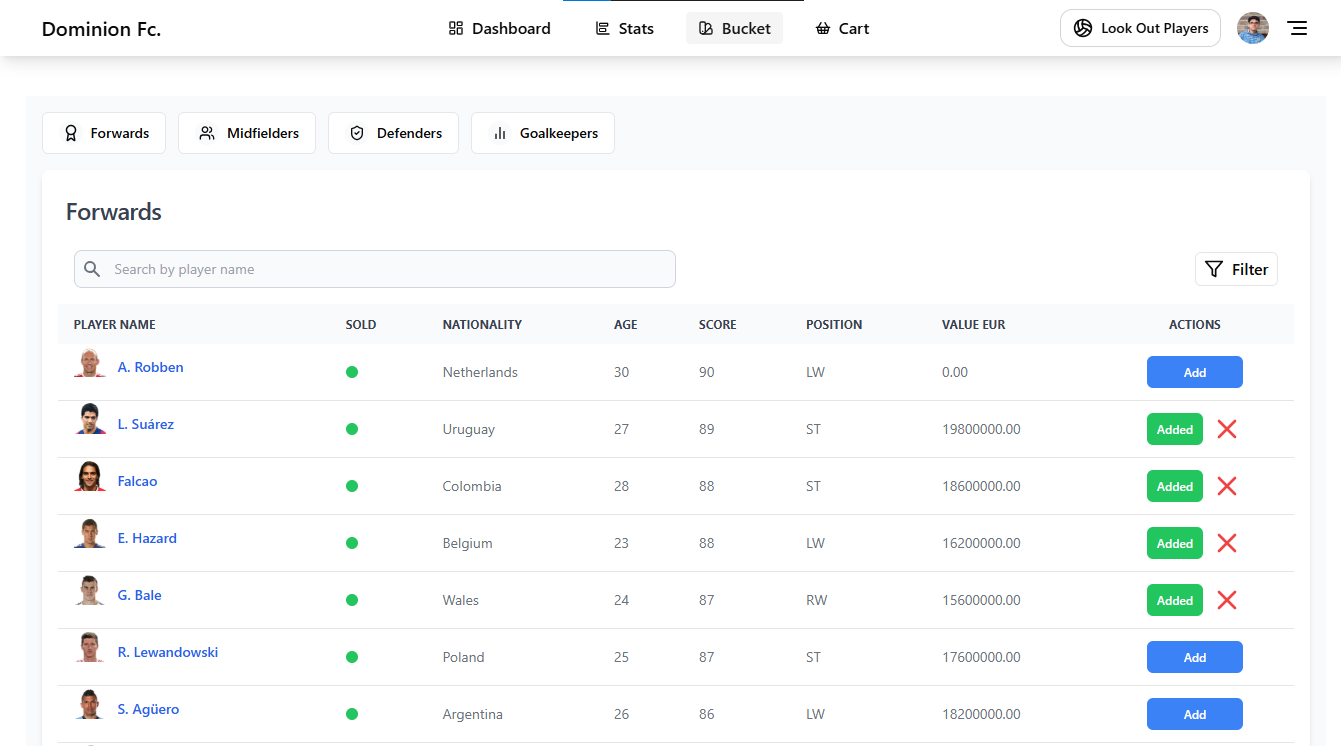 Dominion Fc. Dashboard Stats Bucket Cart Look Out Players
Forwards Midfielders Defenders Goalkeepers
Forwards
Search by player name Filter
PLAYER NAME SOLD NATIONALITY AGE SCORE POSITION VALUE EUR ACTIONS
A. Robben Netherlands 30 90 LW 0.00 Add
L. Suárez Uruguay 27 89 ST 19800000.00 Added
Falcao Colombia 28 88 ST 18600000.00 Added
E. Hazard Belgium 23 88 LW 16200000.00 Added
G. Bale Wales 24 87 RW 15600000.00 Added
R. Lewandowski Poland 25 87 ST 17600000.00 Add
S. Agüero Argentina 26 86 LW 18200000.00 Add